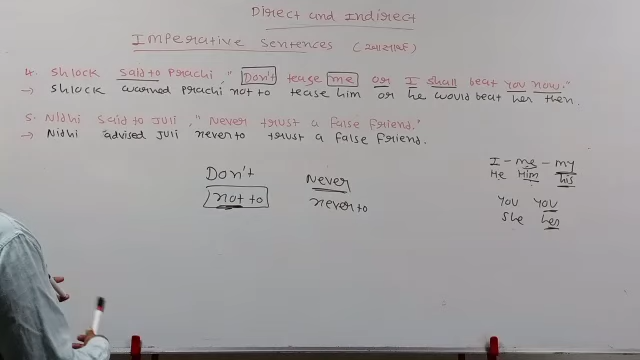 Direct and Indirect
Imperative Sentences
4. Shlock said to Prachi, "Don't tease me or I shall beat you now."
→ Shlock warned Prachi not to tease him or he would beat her then.
5. Nidhi said to Juli, "Never trust a false friend."
→ Nidhi advised Juli never to trust a false friend.
Don't Never
not to never to
I - me - my
He Him his
You You
She her